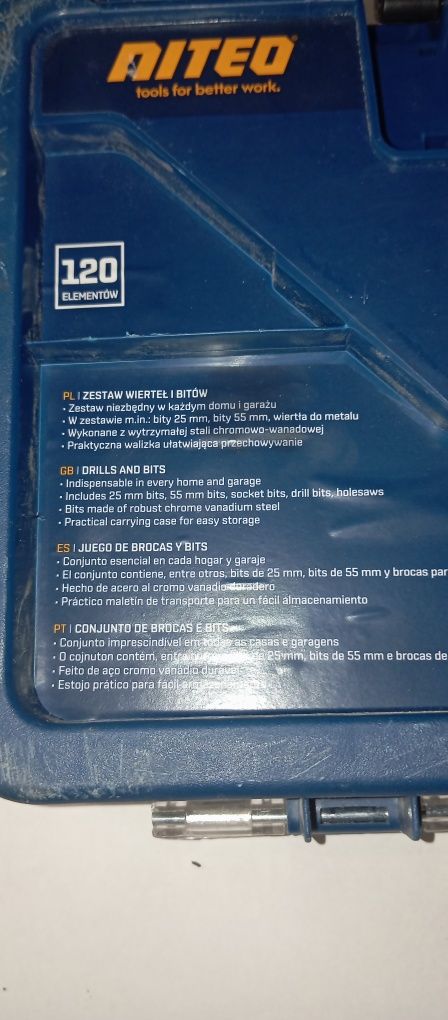 NITEO
tools for better work.
120
ELEMENTÓW
PL | ZESTAW WIERTEŁ I BITÓW
• Zestaw niezbędny w każdym domu i garażu
• W zestawie m.in.: bity 25 mm, bity 55 mm, wiertła do metalu
• Wykonane z wytrzymałej stali chromowo-wanadowej
• Praktyczna walizka ułatwiająca przechowywanie
GB | DRILLS AND BITS
• Indispensable in every home and garage
• Includes 25 mm bits, 55 mm bits, socket bits, drill bits, holesaws
• Bits made of robust chrome vanadium steel
• Practical carrying case for easy storage
ES | JUEGO DE BROCAS Y BITS
• Conjunto esencial en cada hogar y garaje
• El conjunto contiene, entre otros, bits de 25 mm, bits de 55 mm y brocas par
• Hecho de acero al cromo vanadio duradero
• Práctico maletín de transporte para un fácil almacenamiento
PT | CONJUNTO DE BROCAS E BITS
• Conjunto imprescindível em todas as casas e garagens
• O cojnuton contém, de 25 mm, bits de 55 mm e brocas de
• Feito de aço cromo vanádio durável
• Estojo prático para fácil